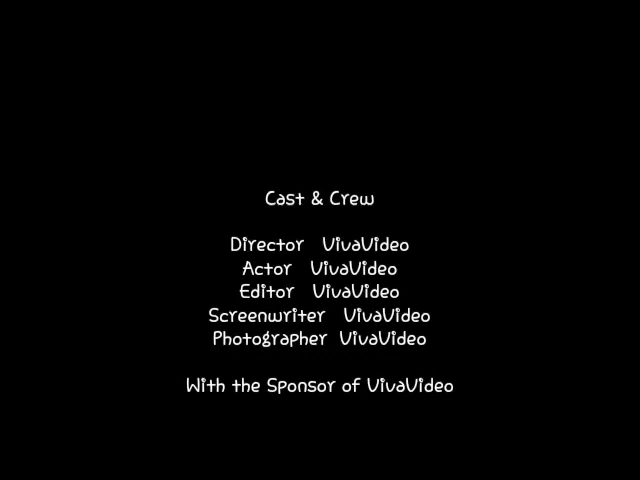 Cast & Crew
Director VivaVideo
Actor VivaVideo
Editor VivaVideo
Screenwriter VivaVideo
Photographer VivaVideo
With the Sponsor of VivaVideo